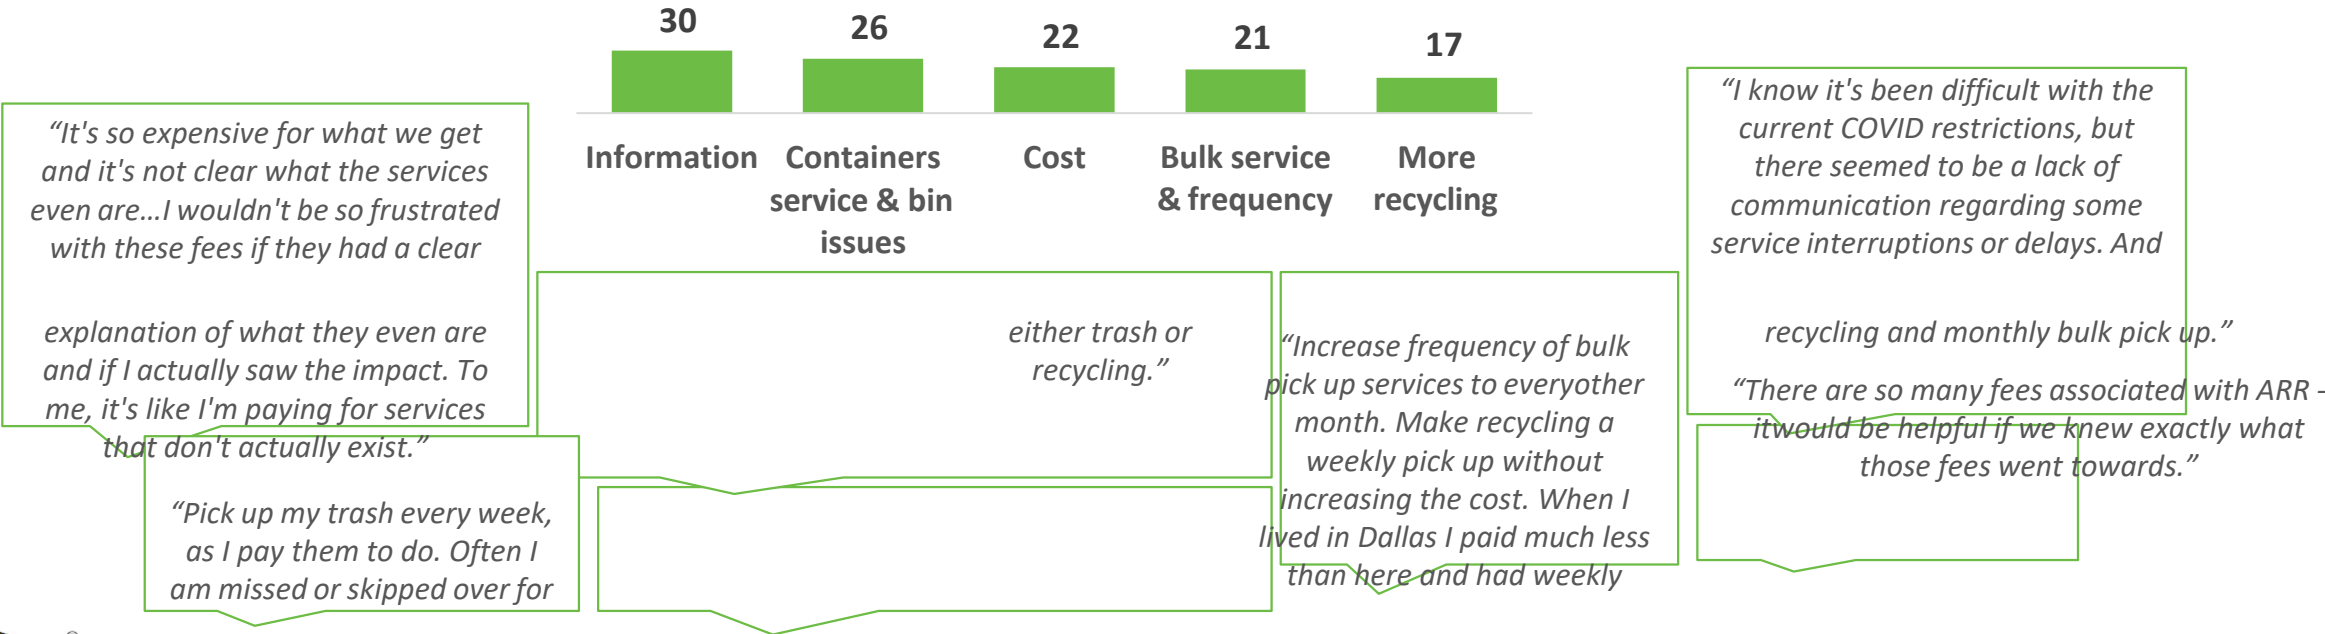 30
26
22
21
17
Information
Containers
service & bin
issues
Cost
Bulk service
& frequency
More
recycling
“It's so expensive for what we get
and it's not clear what the services
even are...I wouldn't be so frustrated
with these fees if they had a clear
explanation of what they even are
and if I actually saw the impact. To
me, it's like I'm paying for services
that don't actually exist.”
“Pick up my trash every week,
as I pay them to do. Often I
am missed or skipped over for
either trash or
recycling.”
“Increase frequency of bulk
pick up services to everyother
month. Make recycling a
weekly pick up without
increasing the cost. When I
lived in Dallas I paid much less
than here and had weekly
recycling and monthly bulk pick up.”
“I know it's been difficult with the
current COVID restrictions, but
there seemed to be a lack of
communication regarding some
service interruptions or delays. And
“There are so many fees associated with ARR -
itwould be helpful if we knew exactly what
those fees went towards.”